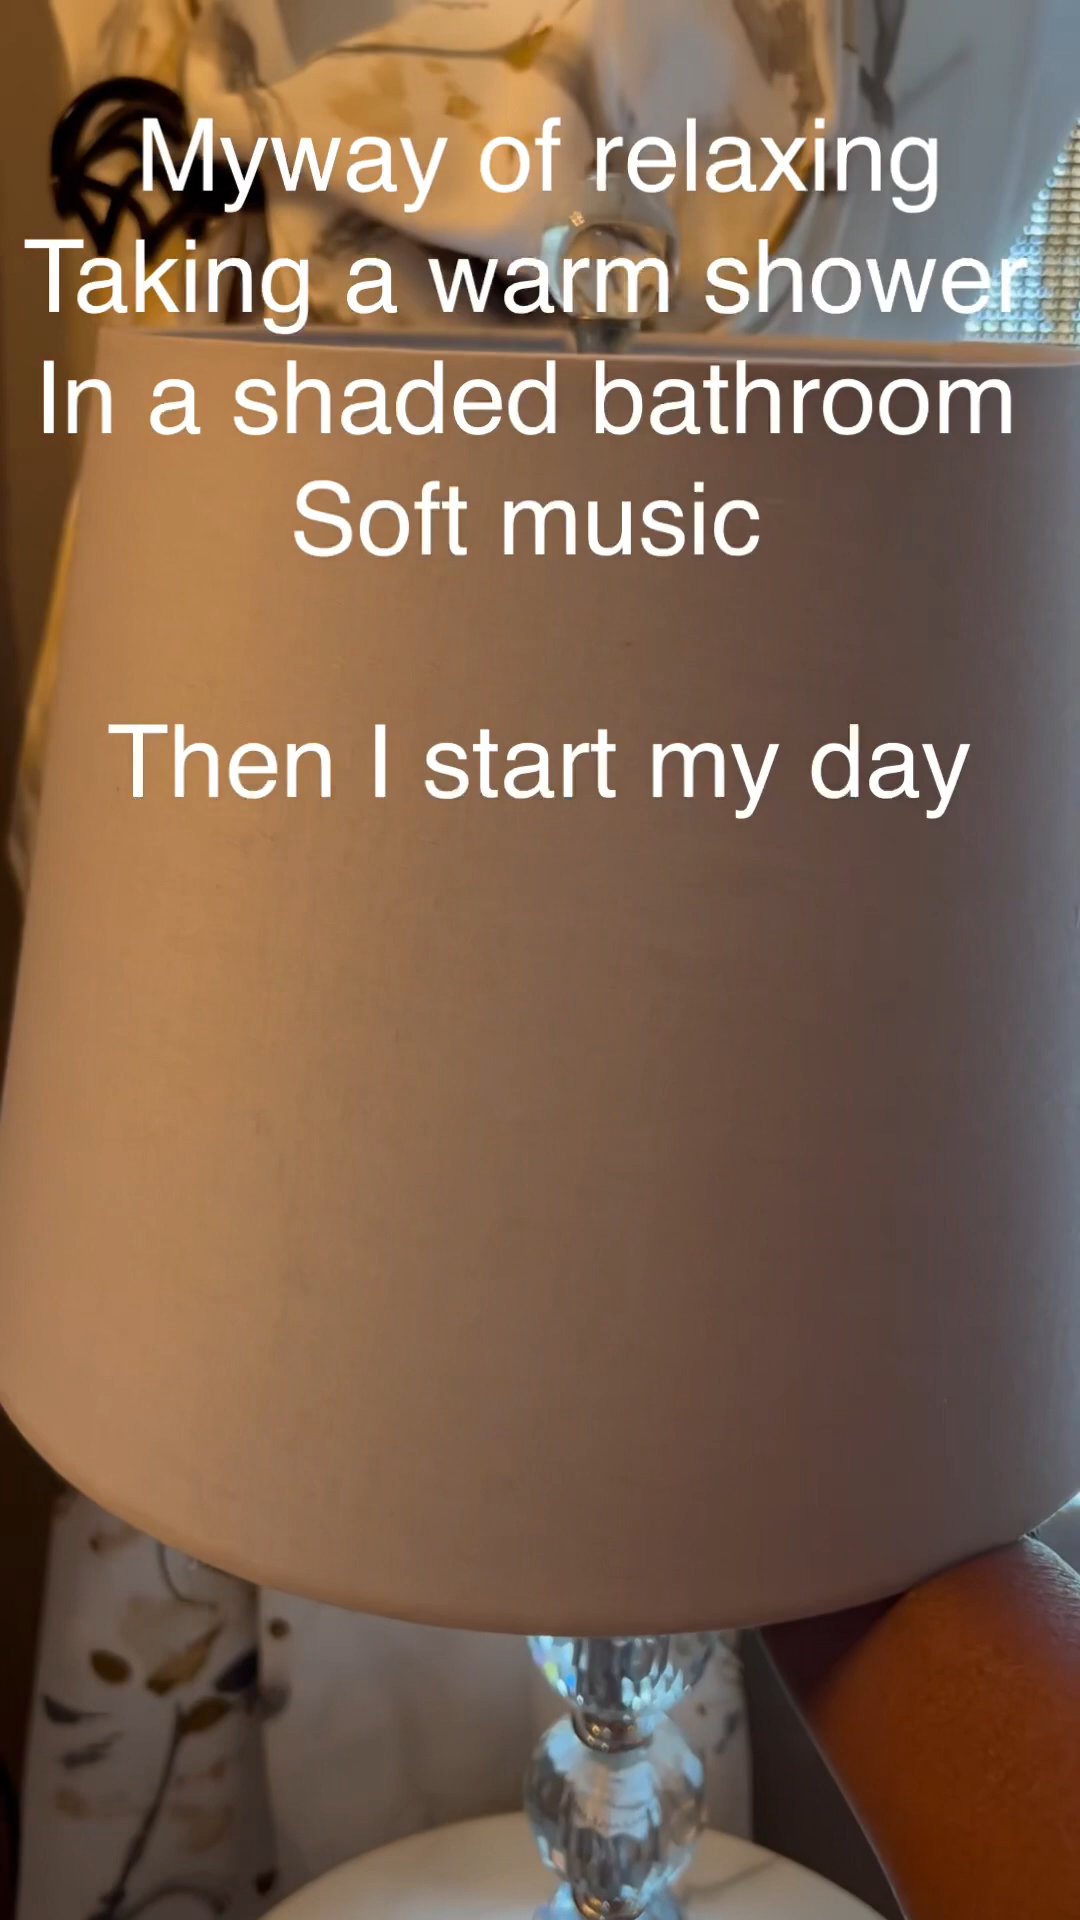 Myway of relaxing
Taking a warm shower
In a shaded bathroom
Soft music
Then I start my day